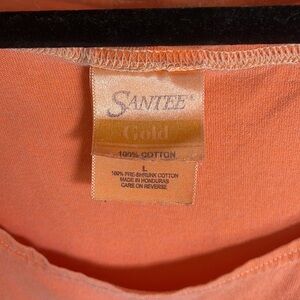 SANTEE
Gold
100% COTTON
L
100% PRE-SHRUNK COTTON
MADE IN HONDURAS
CARE ON REVERSE